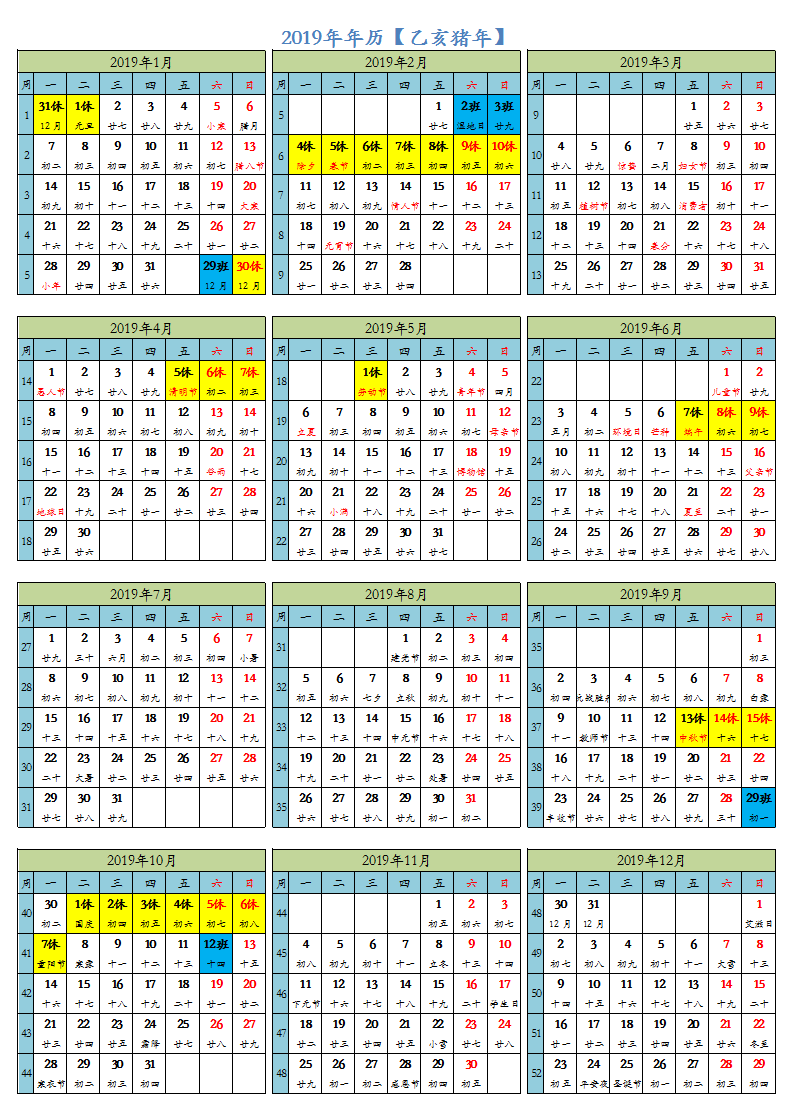 2019年年历【乙亥猪年】
2019年1月
周 一 二 三 四 五 六 日
1 31休 1休 2 3 4 5 6
12月 元旦 廿七 廿八 廿九 小寒 腊月
2 7 8 9 10 11 12 13
初二 初三 初四 初五 初六 初七 腊八节
3 14 15 16 17 18 19 20
初九 初十 十一 十二 十三 十四 大寒
4 21 22 23 24 25 26 27
十六 十七 十八 十九 二十 廿一 廿二
5 28 29 30 31 29班 30休
小年 廿四 廿五 廿六 12月 12月
2019年2月
周 一 二 三 四 五 六 日
5 1 2班 3班
廿七 湿地日 廿九
6 4休 5休 6休 7休 8休 9休 10休
除夕 春节 初二 初三 初四 初五 初六
7 11 12 13 14 15 16 17
初七 初八 初九 情人节 十一 十二 十三
8 18 19 20 21 22 23 24
十四 元宵节 十六 十七 十八 十九 二十
9 25 26 27 28
廿一 廿二 廿三 廿四
2019年3月
周 一 二 三 四 五 六 日
9 1 2 3
廿五 廿六 廿七
10 4 5 6 7 8 9 10
廿八 廿九 惊蛰 二月 妇女节 初三 初四
11 11 12 13 14 15 16 17
初五 植树节 初七 初八 消费者 初十 十一
12 18 19 20 21 22 23 24
十二 十三 十四 春分 十六 十七 十八
13 25 26 27 28 29 30 31
十九 二十 廿一 廿二 廿三 廿四 廿五
2019年4月
周 一 二 三 四 五 六 日
14 1 2 3 4 5休 6休 7休
愚人节 廿七 廿八 廿九 清明节 初二 初三
15 8 9 10 11 12 13 14
初四 初五 初六 初七 初八 初九 初十
16 15 16 17 18 19 20 21
十一 十二 十三 十四 十五 谷雨 十七
17 22 23 24 25 26 27 28
地球日 十九 二十 廿一 廿二 廿三 廿四
18 29 30
廿五 廿六
2019年5月
周 一 二 三 四 五 六 日
18 1休 2 3 4 5
劳动节 廿八 廿九 青年节 四月
19 6 7 8 9 10 11 12
立夏 初三 初四 初五 初六 初七 母亲节
20 13 14 15 16 17 18 19
初九 初十 十一 十二 十三 博物馆 十五
21 20 21 22 23 24 25 26
十六 小满 十八 十九 二十 廿一 廿二
22 27 28 29 30 31
廿三 廿四 廿五 廿六 廿七
2019年6月
周 一 二 三 四 五 六 日
22 1 2
儿童节 廿九
23 3 4 5 6 7休 8休 9休
五月 初二 环境日 芒种 端午 初六 初七
24 10 11 12 13 14 15 16
初八 初九 初十 十一 十二 十三 父亲节
25 17 18 19 20 21 22 23
十五 十六 十七 十八 夏至 二十 廿一
26 24 25 26 27 28 29 30
廿二 廿三 廿四 廿五 廿六 廿七 廿八
2019年7月
周 一 二 三 四 五 六 日
27 1 2 3 4 5 6 7
廿九 三十 六月 初二 初三 初四 小暑
28 8 9 10 11 12 13 14
初六 初七 初八 初九 初十 十一 十二
29 15 16 17 18 19 20 21
十三 十四 十五 十六 十七 十八 十九
30 22 23 24 25 26 27 28
二十 大暑 廿二 廿三 廿四 廿五 廿六
31 29 30 31
廿七 廿八 廿九
2019年8月
周 一 二 三 四 五 六 日
31 1 2 3 4
建党节 初二 初三 初四
32 5 6 7 8 9 10 11
初五 初六 七夕 立秋 初九 初十 十一
33 12 13 14 15 16 17 18
十二 十三 十四 中元节 十六 十七 十八
34 19 20 21 22 23 24 25
十九 二十 廿一 廿二 处暑 廿四 廿五
35 26 27 28 29 30 31
廿六 廿七 廿八 廿九 初一 初二
2019年9月
周 一 二 三 四 五 六 日
35 1
初三
36 2 3 4 5 6 7 8
初四 初六 初七 初八 初九 白露
37 9 10 11 12 13休 14休 15休
十一 教师节 十三 十四 中秋节 十六 十七
38 16 17 18 19 20 21 22
十八 十九 二十 廿一 廿二 廿三 廿四
39 23 24 25 26 27 28 29班
丰收节 廿六 廿七 廿八 廿九 三十 初一
2019年10月
周 一 二 三 四 五 六 日
40 30 1休 2休 3休 4休 5休 6休
初二 国庆 初四 初五 初六 初七 初八
41 7休 8 9 10 11 12班 13
重阳节 寒露 十一 十二 十三 十四 十五
42 14 15 16 17 18 19 20
十六 十七 十八 十九 二十 廿一 廿二
43 21 22 23 24 25 26 27
廿三 廿四 廿五 霜降 廿七 廿八 廿九
44 28 29 30 31
寒衣节 初二 初三 初四
2019年11月
周 一 二 三 四 五 六 日
44 1 2 3
初五 初六 初七
45 4 5 6 7 8 9 10
初八 初九 初十 十一 立冬 十三 十四
46 11 12 13 14 15 16 17
下元节 十六 十七 十八 十九 二十 学生日
47 18 19 20 21 22 23 24
廿二 廿三 廿四 廿五 小雪 廿七 廿八
48 25 26 27 28 29 30
廿九 初一 初二 感恩节 初四 初五
2019年12月
周 一 二 三 四 五 六 日
48 30 31 1
12月 12月 艾滋日
49 2 3 4 5 6 7 8
初七 初八 初九 初十 十一 大雪 十三
50 9 10 11 12 13 14 15
十四 十五 十六 十七 十八 十九 二十
51 16 17 18 19 20 21 22
廿一 廿二 廿三 廿四 廿五 廿六 冬至
52 23 24 25 26 27 28 29
廿八 平安夜 圣诞节 初一 初二 初三 初四